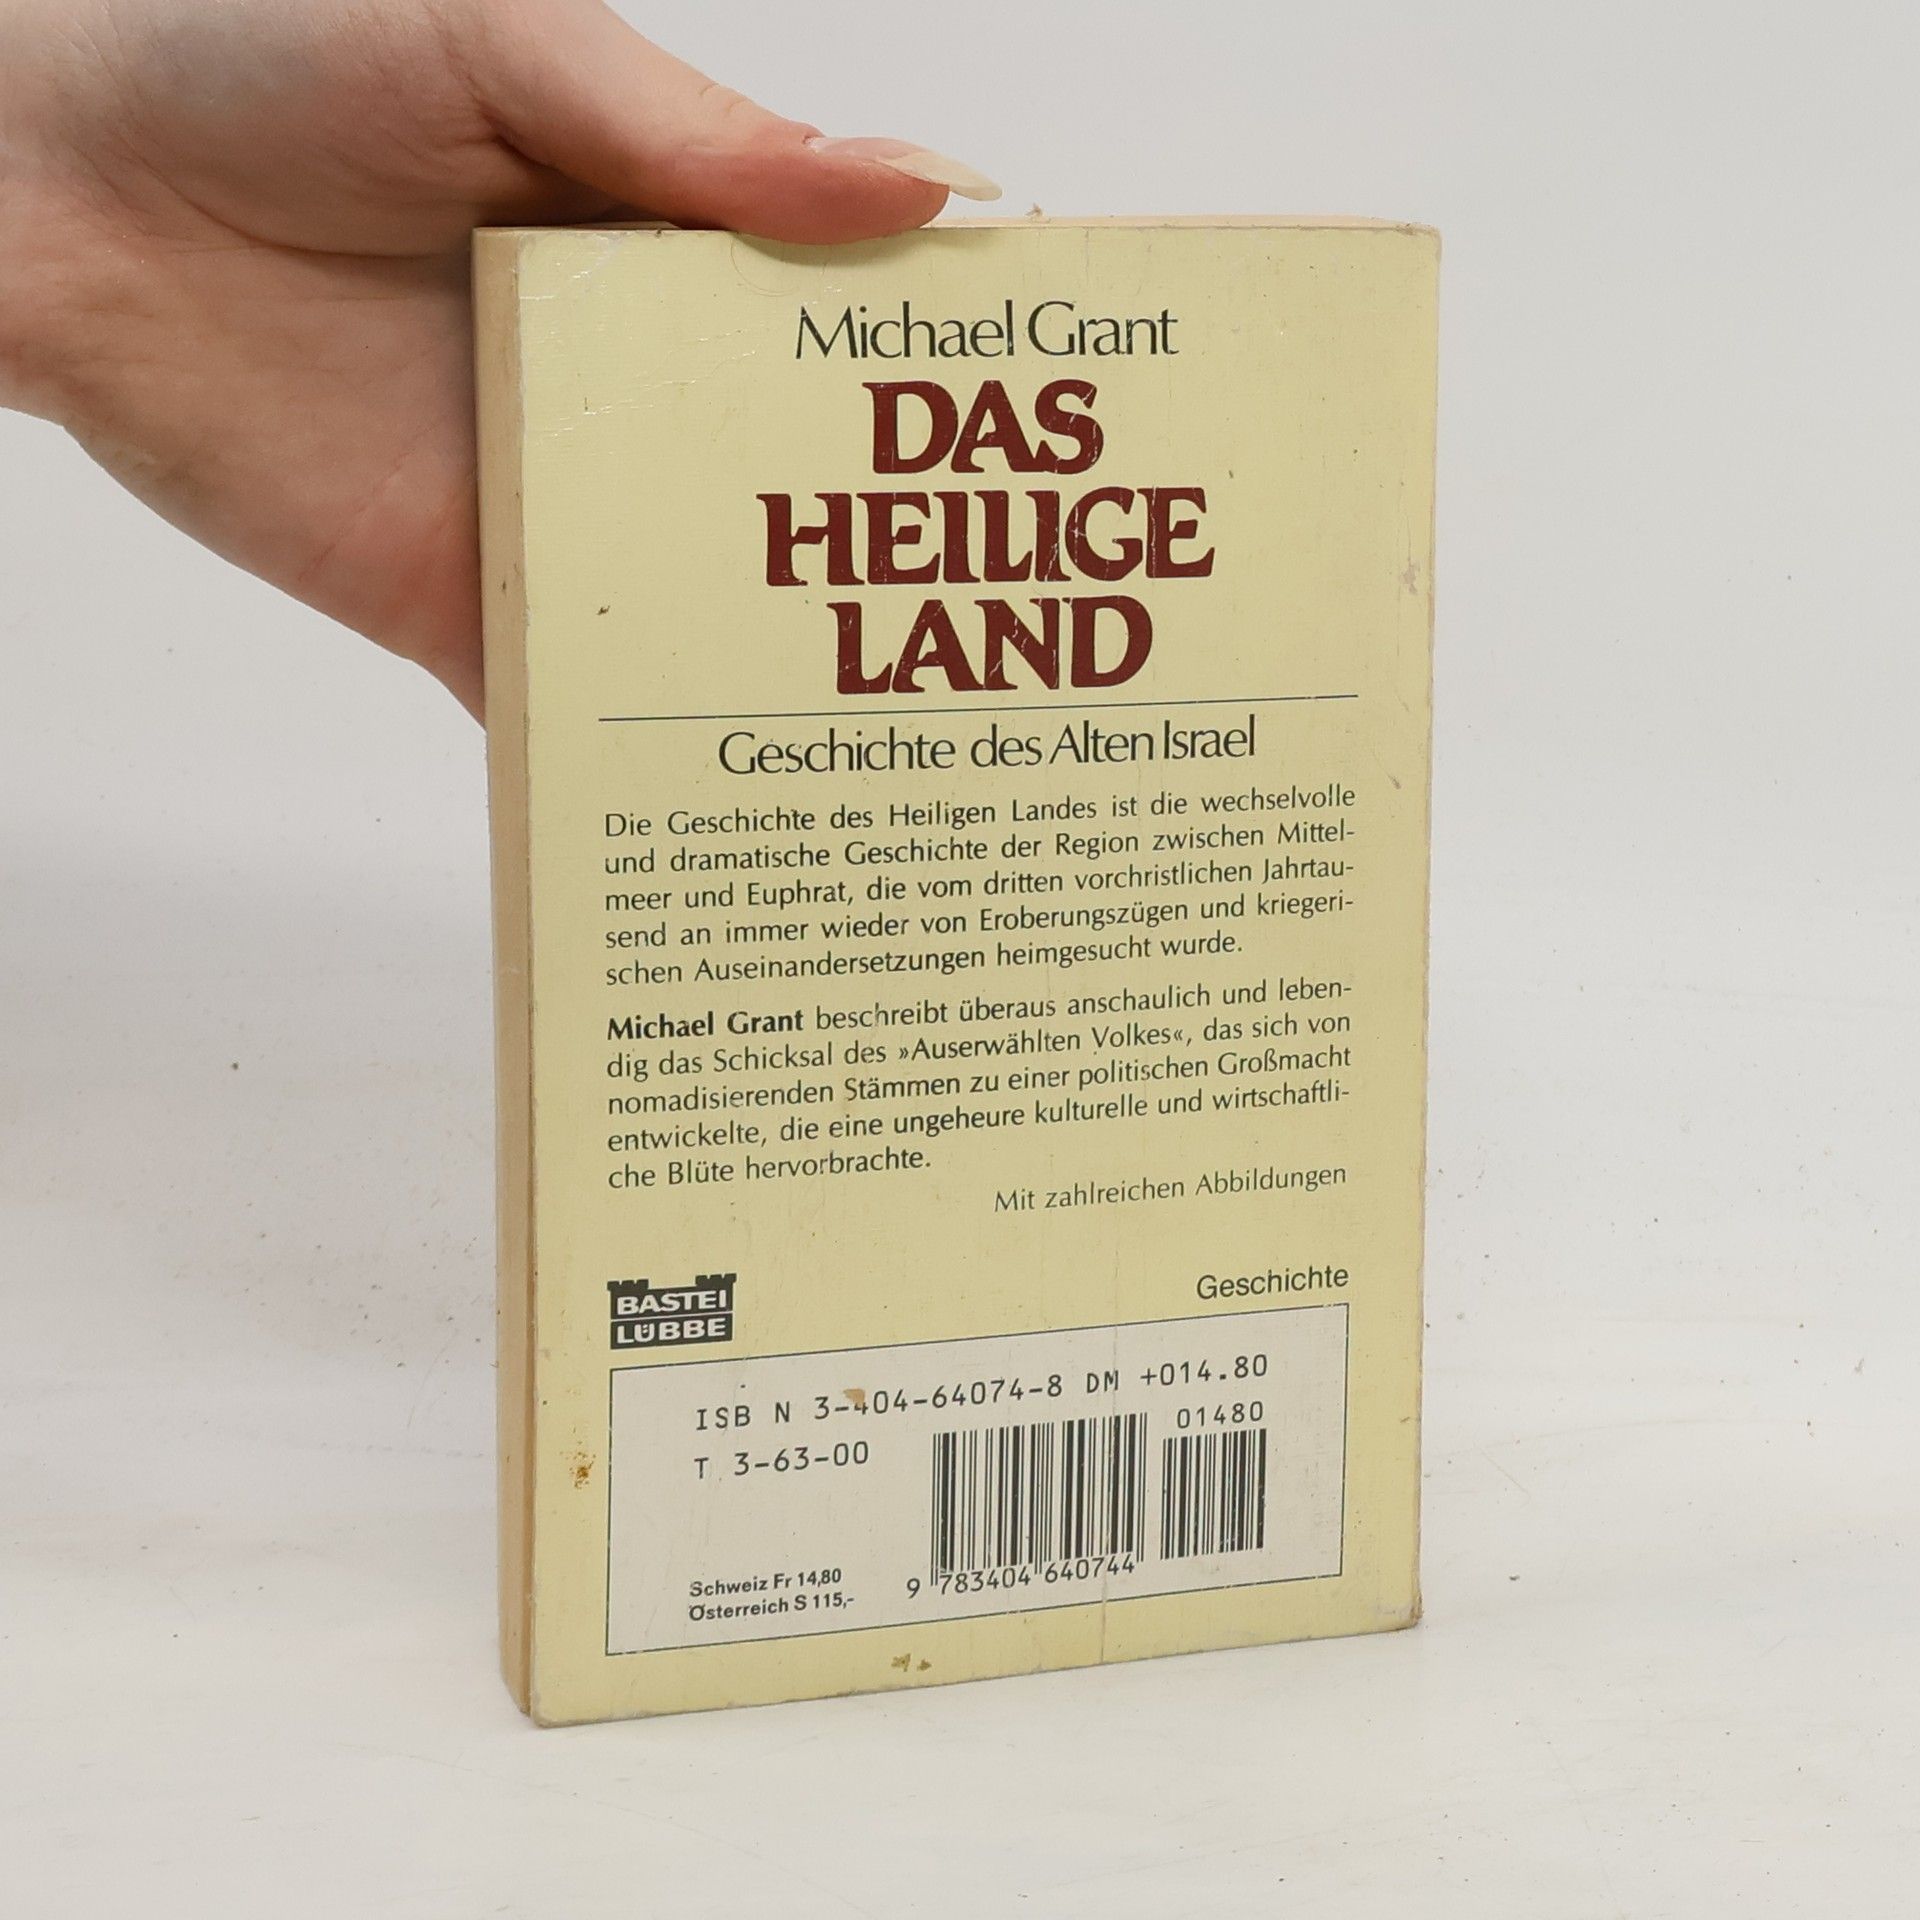 Michael Grant
DAS
HEILIGE
LAND
Geschichte des Alten Israel
Die Geschichte des Heiligen Landes ist die wechselvolle
und dramatische Geschichte der Region zwischen Mittel-
meer und Euphrat, die vom dritten vorchristlichen Jahrtau-
send an immer wieder von Eroberungszügen und kriegeri-
schen Auseinandersetzungen heimgesucht wurde.
Michael Grant beschreibt überaus anschaulich und leben-
dig das Schicksal des »Auserwählten Volkes«, das sich von
nomadisierenden Stämmen zu einer politischen Großmacht
entwickelte, die eine ungeheure kulturelle und wirtschaftli-
che Blüte hervorbrachte.
Mit zahlreichen Abbildungen
BASTEI
LÜBBE
Geschichte
ISB N 3-404-64074-8 DM +014.80
T 3-63-00
01480
Schweiz Fr 14,80
Österreich S 115,-
9 783404 640744